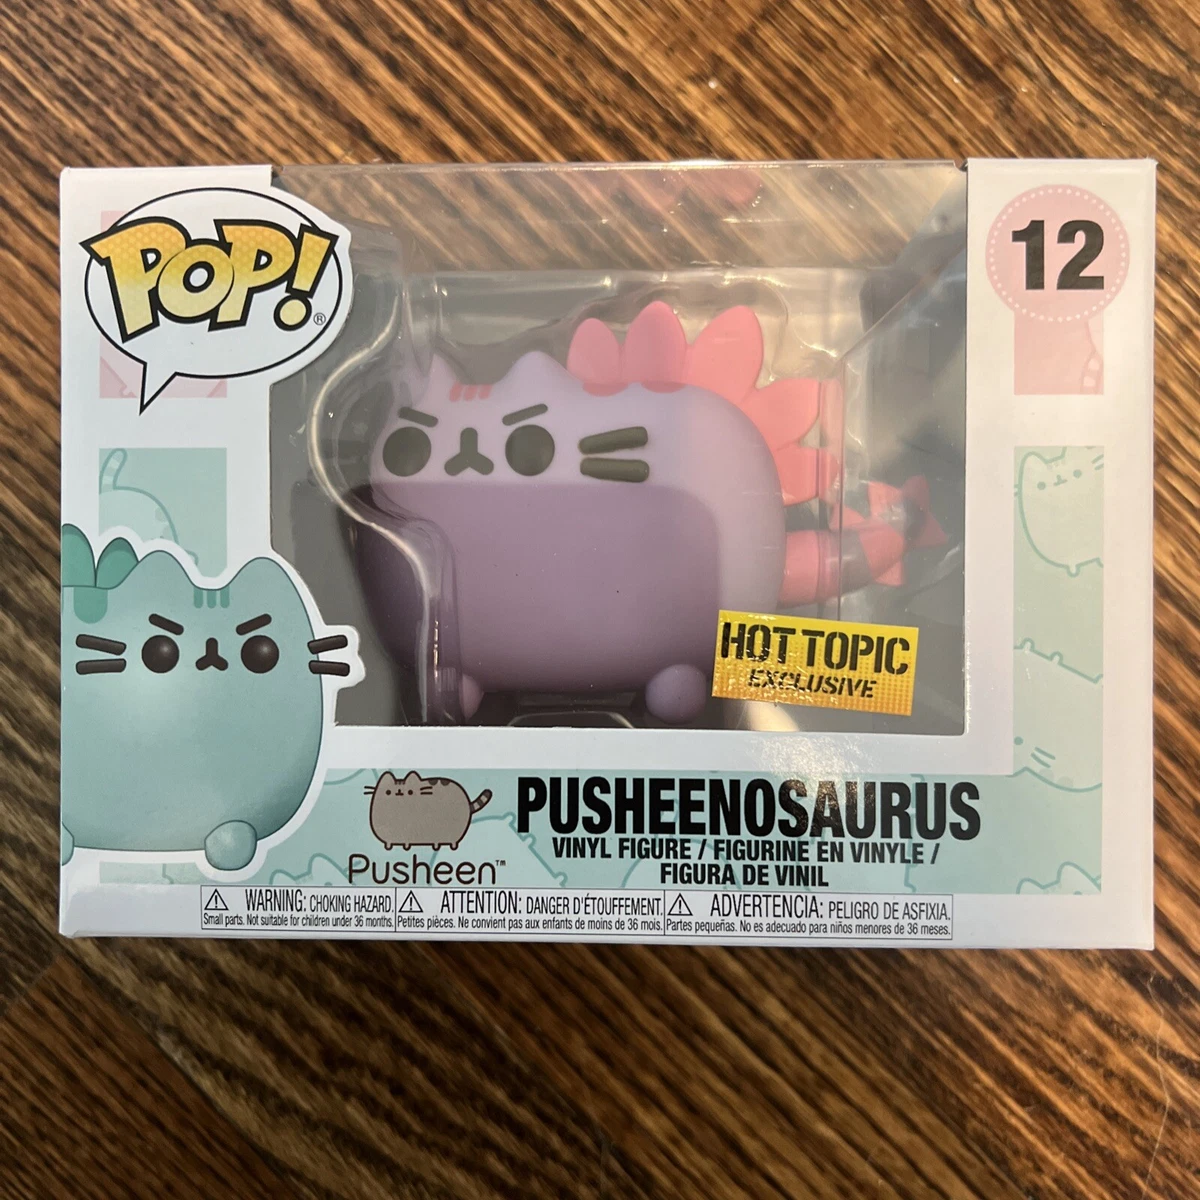 POP!
®
12
HOT TOPIC
EXCLUSIVE
Pusheen™
PUSHEENOSAURUS
VINYL FIGURE / FIGURINE EN VINYLE /
FIGURA DE VINIL
⚠ WARNING: CHOKING HAZARD.
Small parts. Not suitable for children under 36 months.
⚠ ATTENTION: DANGER D'ÉTOUFFEMENT.
Petites pièces. Ne convient pas aux enfants de moins de 36 mois.
⚠ ADVERTENCIA: PELIGRO DE ASFIXIA.
Partes pequeñas. No es adecuado para niños menores de 36 meses.